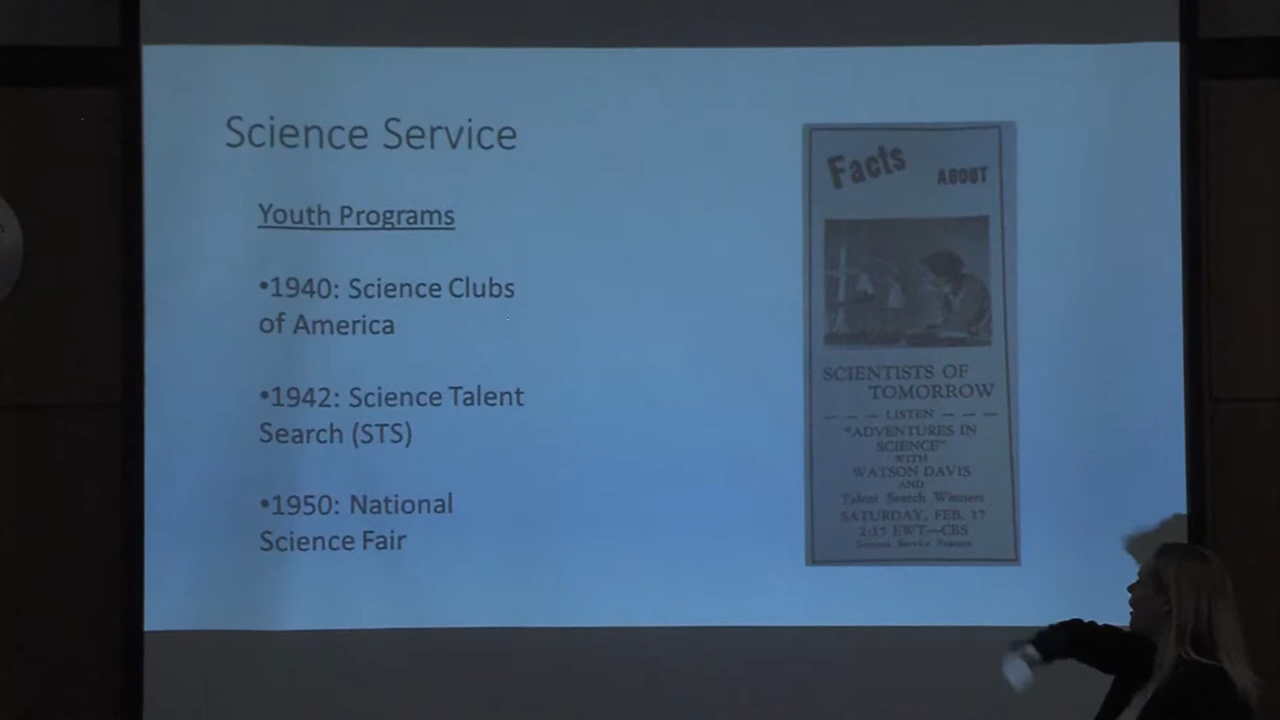 Science Service
Youth Programs
•1940: Science Clubs
of America
•1942: Science Talent
Search (STS)
•1950: National
Science Fair
Facts
ABOUT
SCIENTISTS OF
TOMORROW
— — — LISTEN — — —
"ADVENTURES IN
SCIENCE"
WITH
WATSON DAVIS
AND
Talent Search Winners
SATURDAY, FEB. 17
2:15 EWT—CBS
Science Service